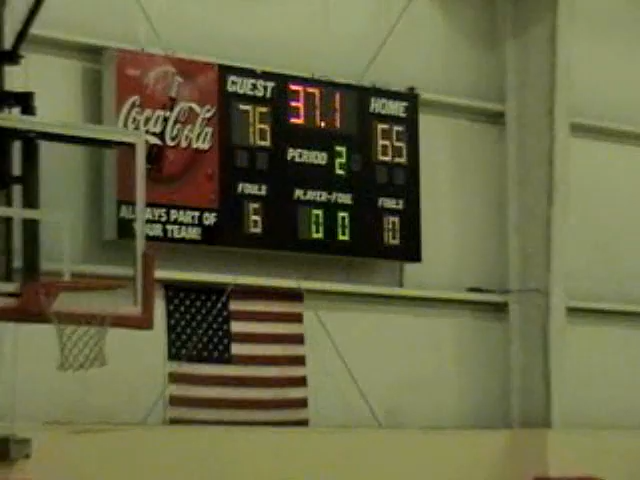 Coca-Cola
ALWAYS PART OF
YOUR TEAM!
GUEST 37.1 HOME
76 65
PERIOD 2
FOULS PLAYER-FOUL FOULS
6 0 0 10